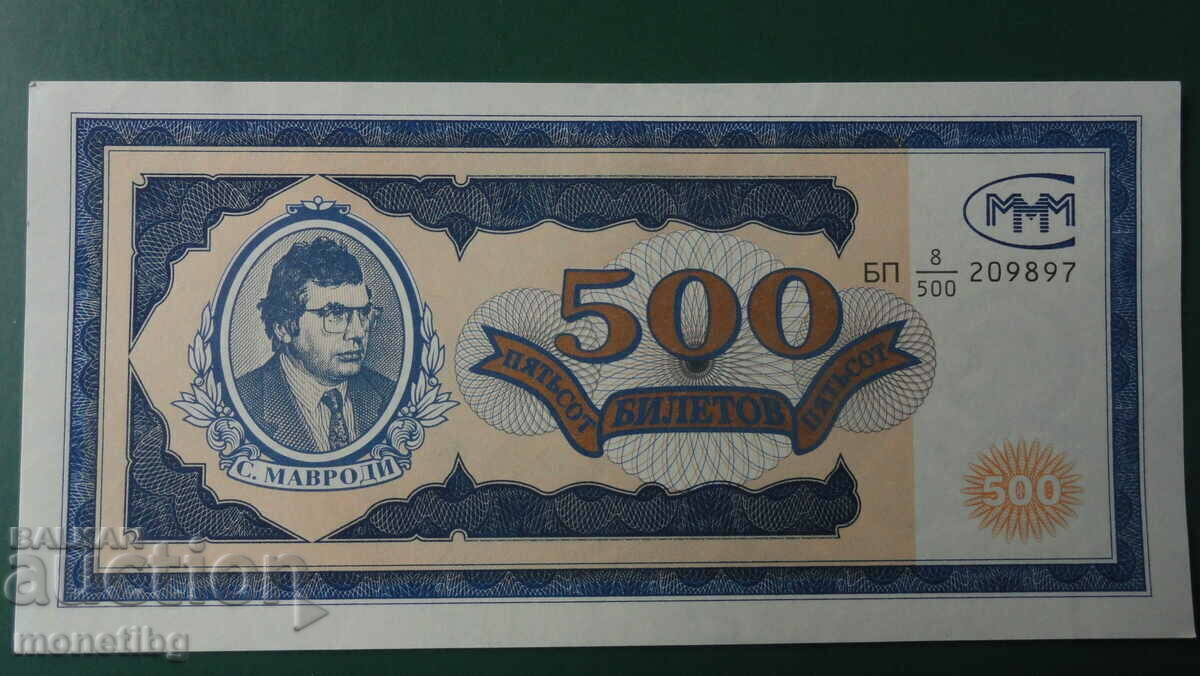 МММ
БП 8/500 209897
500
ПЯТЬСОТ БИЛЕТОВ ПЯТЬСОТ
С. МАВРОДИ
500
BALKAN
auction
monetibg